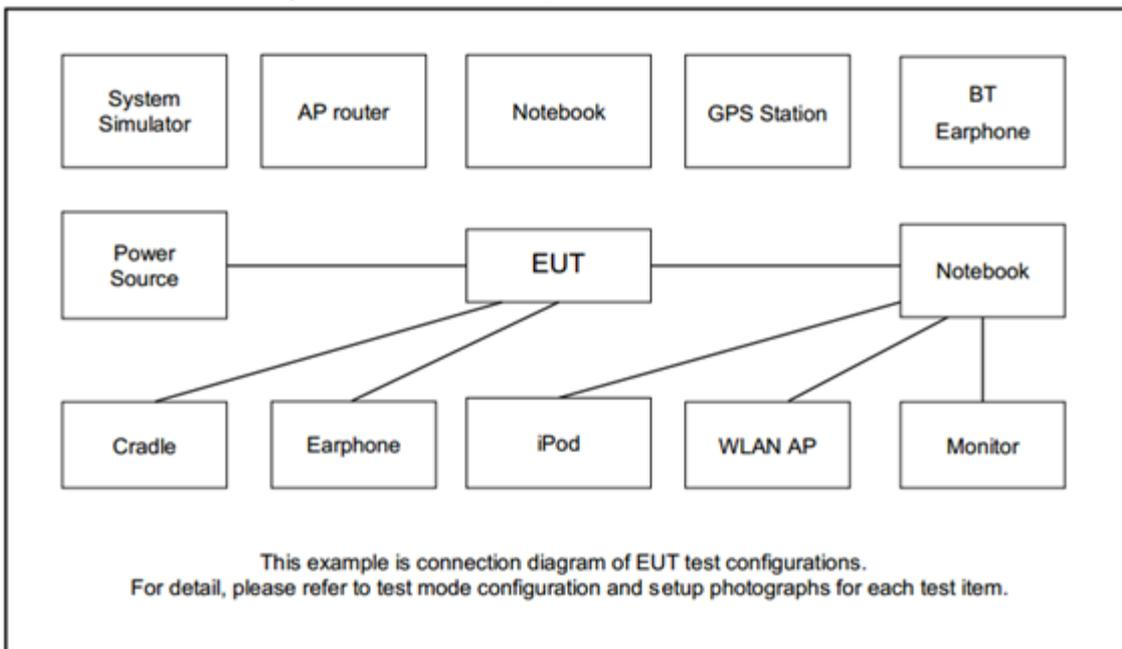 System
Simulator
AP router
Notebook
GPS Station
BT
Earphone
Power
Source
EUT
Notebook
Cradle
Earphone
iPod
WLAN AP
Monitor
This example is connection diagram of EUT test configurations.
For detail, please refer to test mode configuration and setup photographs for each test item.